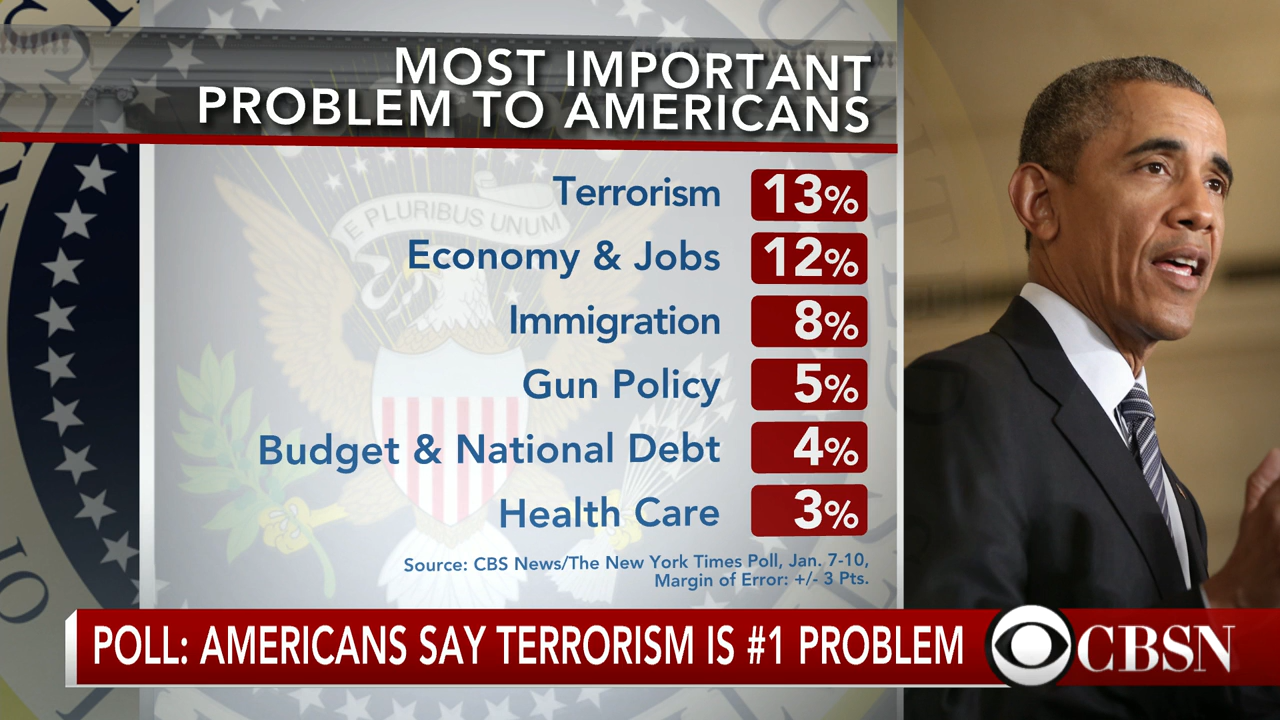 MOST IMPORTANT
PROBLEM TO AMERICANS
E PLURIBUS UNUM
Terrorism 13%
Economy & Jobs 12%
Immigration 8%
Gun Policy 5%
Budget & National Debt 4%
Health Care 3%
Source: CBS News/The New York Times Poll, Jan. 7-10,
Margin of Error: +/- 3 Pts.
POLL: AMERICANS SAY TERRORISM IS #1 PROBLEM
CBSN